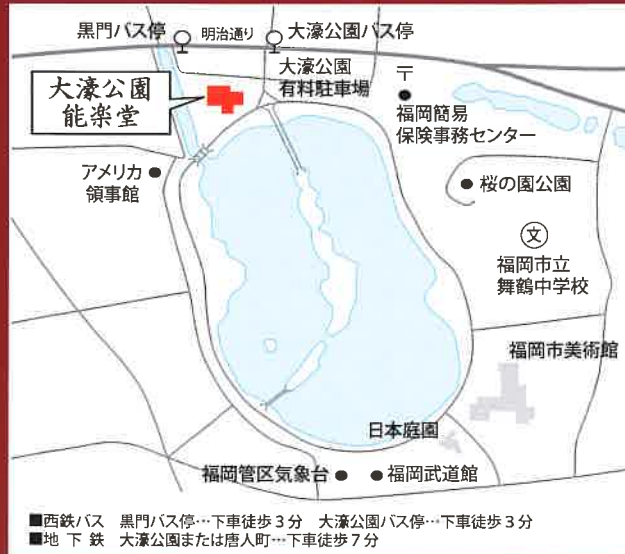 黒門バス停
明治通り
大濠公園バス停
大濠公園
能楽堂
大濠公園
有料駐車場
〒
福岡簡易
保険事務センター
アメリカ
領事館
桜の園公園
文
福岡市立
舞鶴中学校
福岡市美術館
日本庭園
福岡管区気象台
福岡武道館
■西鉄バス 黒門バス停…下車徒歩3分 大濠公園バス停…下車徒歩3分
■地下鉄 大濠公園または唐人町…下車徒歩7分